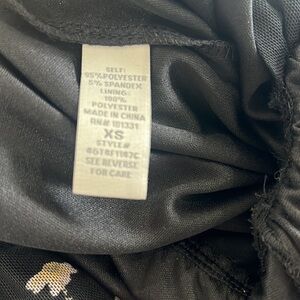 SELF:
95%POLYESTER
5% SPANDEX
LINING:
100%
POLYESTER
MADE IN CHINA
RN# 101331
XS
STYLE#
SEE REVERSE
FOR CARE